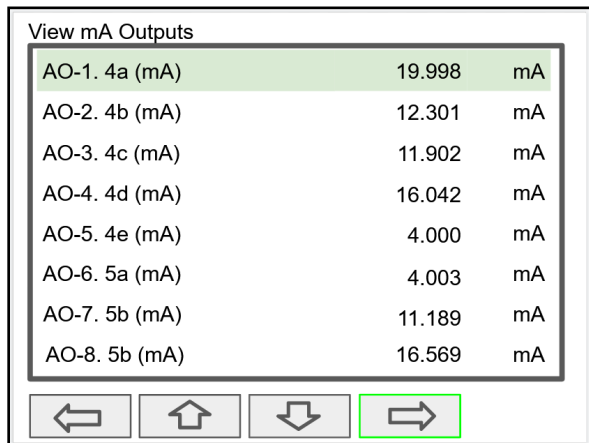 View mA Outputs
AO-1. 4a (mA) 19.998 mA
AO-2. 4b (mA) 12.301 mA
AO-3. 4c (mA) 11.902 mA
AO-4. 4d (mA) 16.042 mA
AO-5. 4e (mA) 4.000 mA
AO-6. 5a (mA) 4.003 mA
AO-7. 5b (mA) 11.189 mA
AO-8. 5b (mA) 16.569 mA